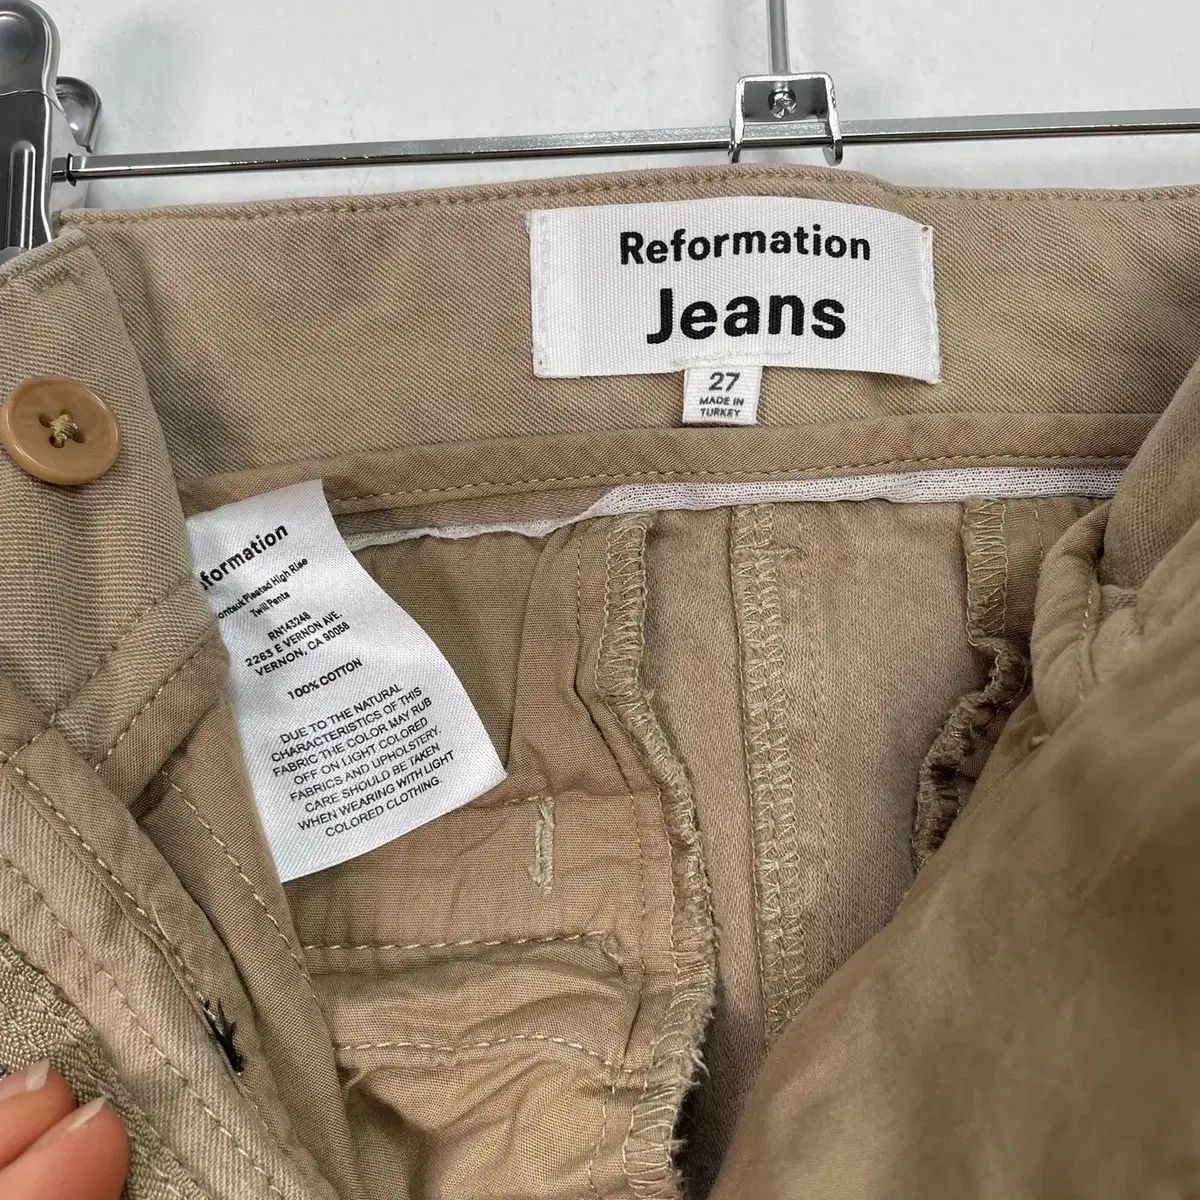 Reformation
Jeans
27
MADE IN
TURKEY
formation
ontauk Pleated High Rise
Twill Pants
RN143248
2263 E VERNON AVE.
VERNON, CA 90058
100% COTTON
DUE TO THE NATURAL
CHARACTERISTICS OF THIS
FABRIC THE COLOR MAY RUB
OFF ON LIGHT COLORED
FABRICS AND UPHOLSTERY.
CARE SHOULD BE TAKEN
WHEN WEARING WITH LIGHT
COLORED CLOTHING.